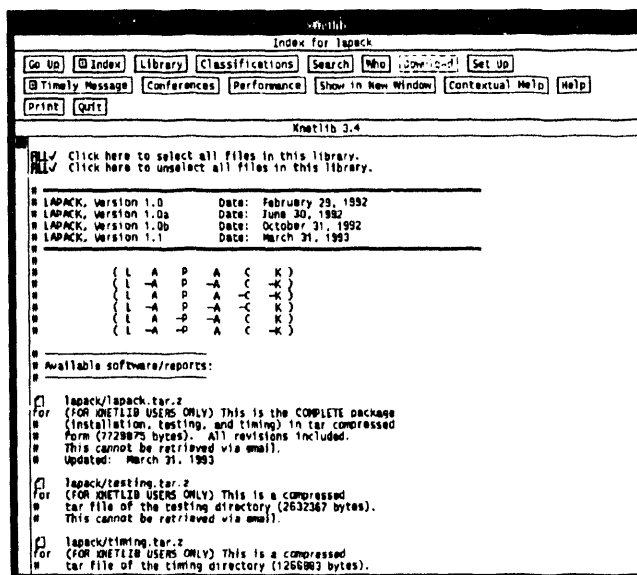 xnetlib
Index for lapack
Go Up Index Library Classifications Search Who Download Set Up
Timely Message Conferences Performance Show in New Window Contextual Help Help
Print Quit
Xnetlib 3.4
ALL✓ Click here to select all files in this library.
ALL✓ Click here to unselect all files in this library.
#
# LAPACK, Version 1.0 Date: February 29, 1992
# LAPACK, Version 1.0a Date: June 30, 1992
# LAPACK, Version 1.0b Date: October 31, 1992
# LAPACK, Version 1.1 Date: March 31, 1993
#
#
# ( L A P A C K )
# ( L -A P -A C -K )
# ( L A P A -C -K )
# ( L -A P -A -C K )
# ( L A -P -A C K )
# ( L -A -P A C -K )
#
# Available software/reports:
#
lapack/lapack.tar.z
for (FOR XNETLIB USERS ONLY) This is the COMPLETE package
# (installation, testing, and timing) in tar compressed
# form (7729875 bytes). All revisions included.
# This cannot be retrieved via email.
# Updated: March 31, 1993
lapack/testing.tar.z
for (FOR XNETLIB USERS ONLY) This is a compressed
# tar file of the testing directory (2632367 bytes).
# This cannot be retrieved via email.
lapack/timing.tar.z
for (FOR XNETLIB USERS ONLY) This is a compressed
# tar file of the timing directory (1266883 bytes).